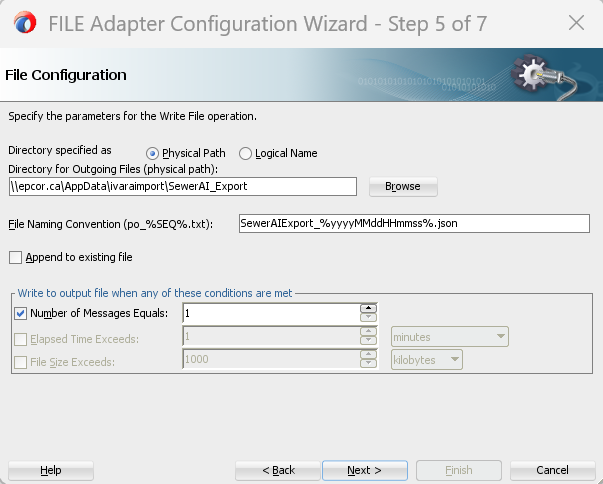 FILE Adapter Configuration Wizard - Step 5 of 7
File Configuration
Specify the parameters for the Write File operation.
Directory specified as Physical Path Logical Name
Directory for Outgoing Files (physical path):
\\epcor.ca\AppData\ivaraimport\SewerAI_Export Browse
File Naming Convention (po_%SEQ%.txt): SewerAIExport_%yyyyMMddHHmmss%.json
Append to existing file
Write to output file when any of these conditions are met
Number of Messages Equals: 1
Elapsed Time Exceeds: 1 minutes
File Size Exceeds: 1000 kilobytes
Help < Back Next > Finish Cancel